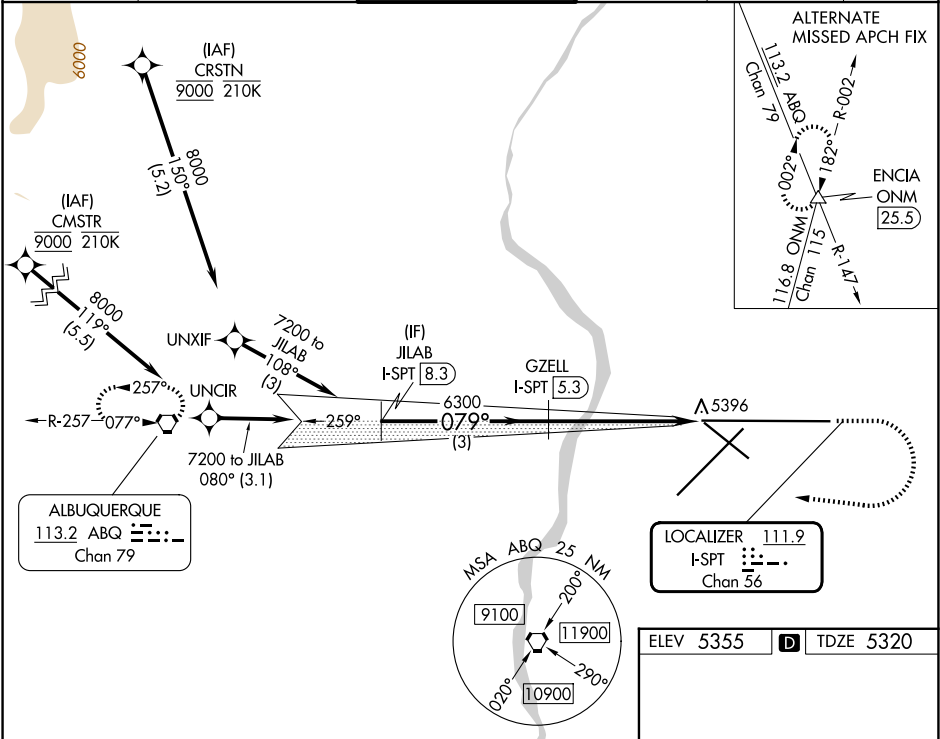 6000
(IAF)
CRSTN
9000 210K
8000
150°
(5.2)
(IAF)
CMSTR
9000 210K
8000
119°
(5.5)
UNXIF
7200 to
JILAB
108°
(3)
UNCIR
257°
R-257
077°
7200 to JILAB
080° (3.1)
259°
(IF)
JILAB
I-SPT 8.3
6300
079°
(3)
GZELL
I-SPT 5.3
5396
ALBUQUERQUE
113.2 ABQ
Chan 79
LOCALIZER 111.9
I-SPT
Chan 56
ALTERNATE
MISSED APCH FIX
113.2 ABQ
Chan 79
R-002
002°
182°
ENCIA
ONM
25.5
116.8 ONM
Chan 115
R-147
MSA ABQ 25 NM
200°
9100
11900
020°
10900
290°
ELEV 5355 D TDZE 5320